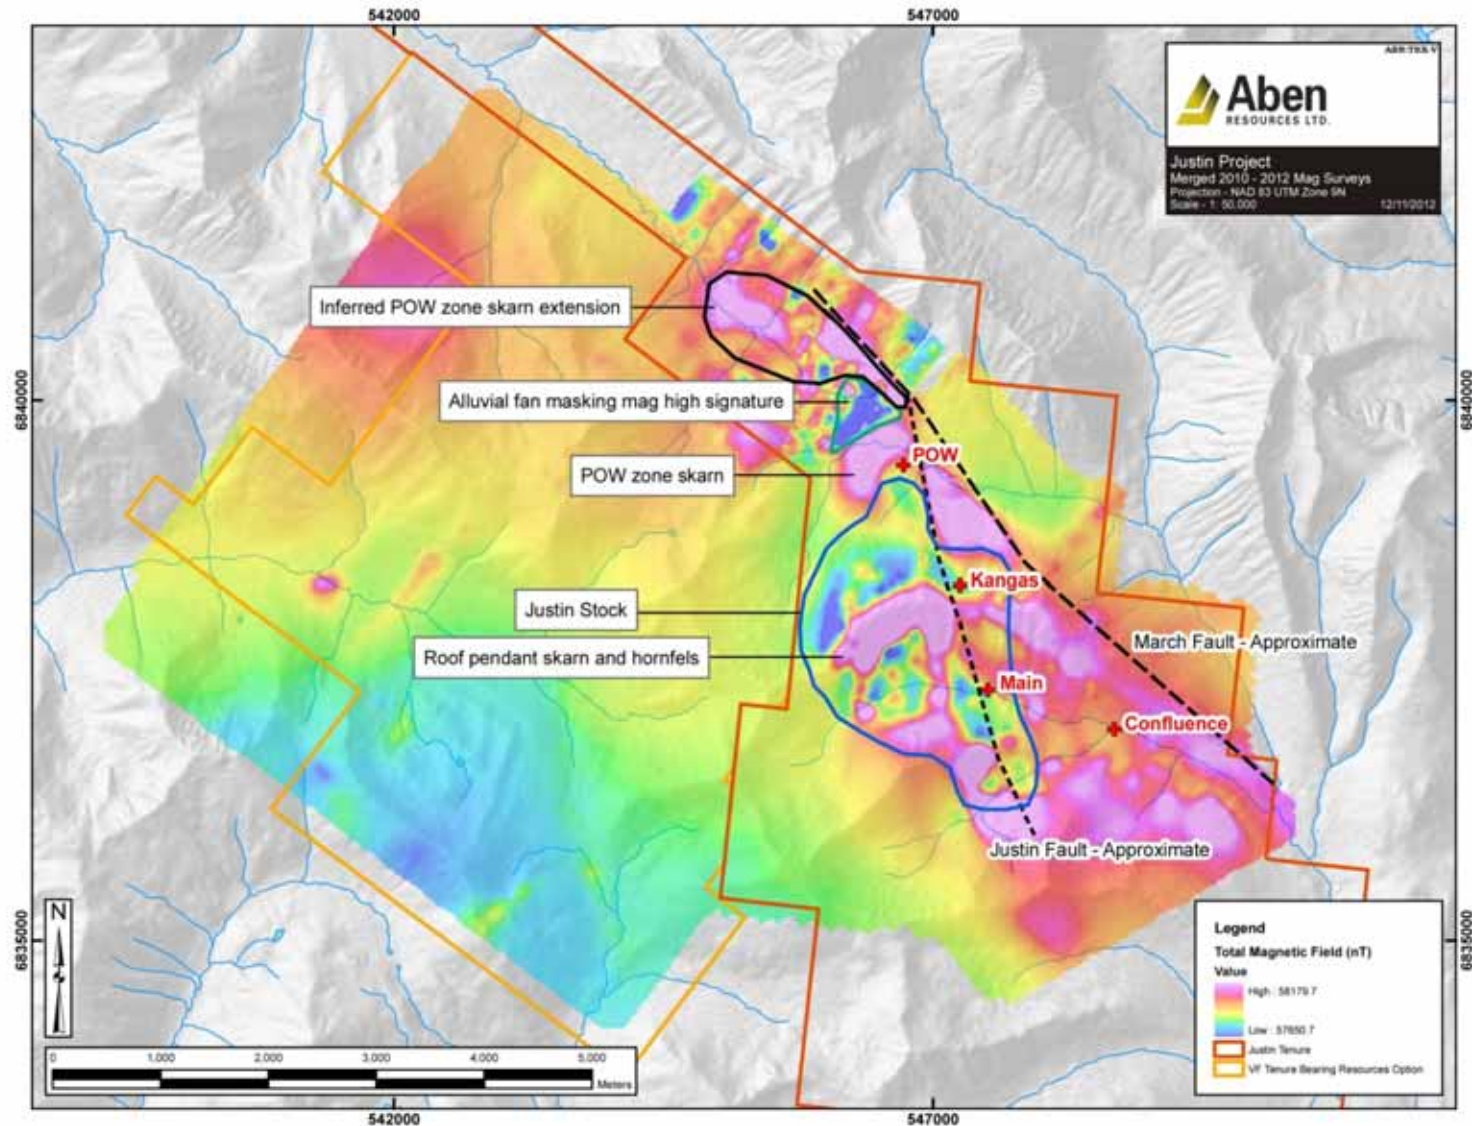 542000
547000
Aben
RESOURCES LTD.
Justin Project
Merged 2010 - 2012 Mag Surveys
Projection - NAD 83 UTM Zone 9N
Scale - 1: 50,000
12/11/2012
Inferred POW zone skarn extension
6840000
Alluvial fan masking mag high signature
6840000
POW
POW zone skarn
Kangas
Justin Stock
March Fault - Approximate
Roof pendant skarn and hornfels
Main
Confluence
Justin Fault - Approximate
6835000
N
6835000
Legend
Total Magnetic Field (nT)
Value
High : 58179.7
Low : 57650.7
Justin Tenure
VF Tenure Bearing Resources Option
0 1,000 2,000 3,000 4,000 5,000
Meters
542000
547000